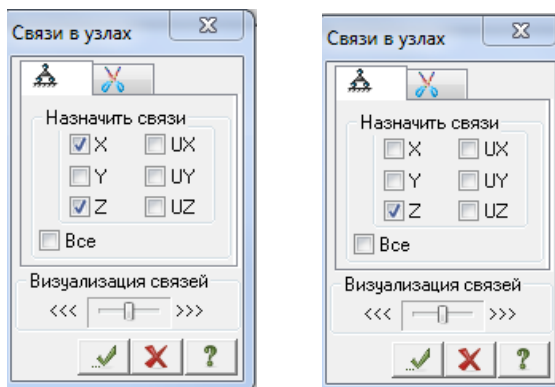 Связи в узлах
Назначить связи
X UX
Y UY
Z UZ
Все
Визуализация связей
<<< >>>
?
Связи в узлах
Назначить связи
X UX
Y UY
Z UZ
Все
Визуализация связей
<<< >>>
?